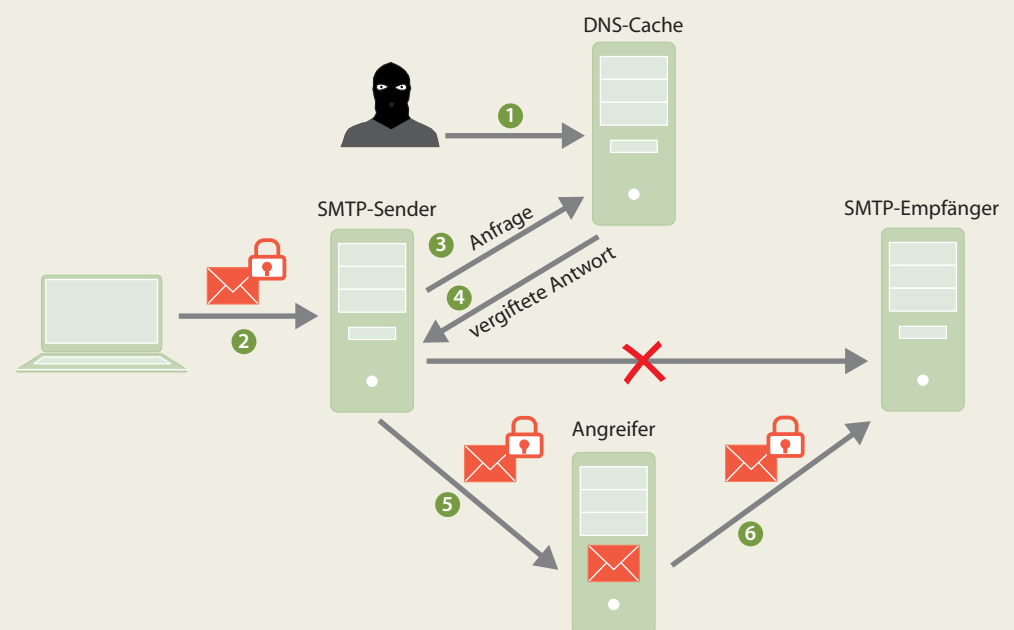 DNS-Cache
1
SMTP-Sender
SMTP-Empfänger
3
Anfrage
4
vergiftete Antwort
2
Angreifer
5
6